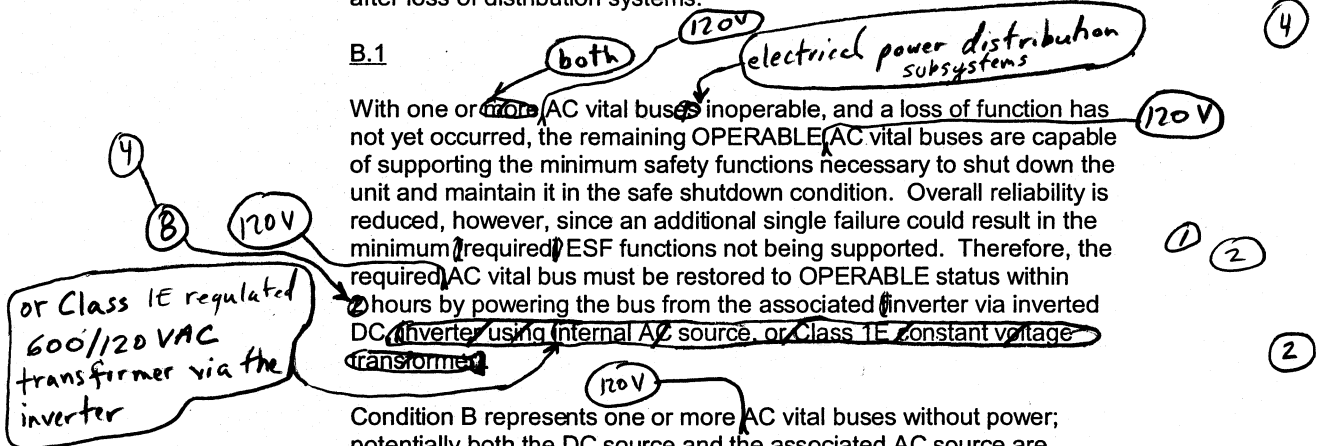 after loss of distribution systems.
120V
4
B.1
both
electrical power distribution
subsystems
With one or more AC vital buses inoperable, and a loss of function has
120 V
not yet occurred, the remaining OPERABLE AC vital buses are capable
4
of supporting the minimum safety functions necessary to shut down the
unit and maintain it in the safe shutdown condition. Overall reliability is
8
120V
reduced, however, since an additional single failure could result in the
minimum [required] ESF functions not being supported. Therefore, the
1
2
required AC vital bus must be restored to OPERABLE status within
or Class 1E regulated
600/120 VAC
transformer via the
inverter
2 hours by powering the bus from the associated [inverter via inverted
DC, inverter using internal AC source, or Class 1E constant voltage
2
transformer].
120V
Condition B represents one or more AC vital buses without power;
potentially both the DC source and the associated AC source are